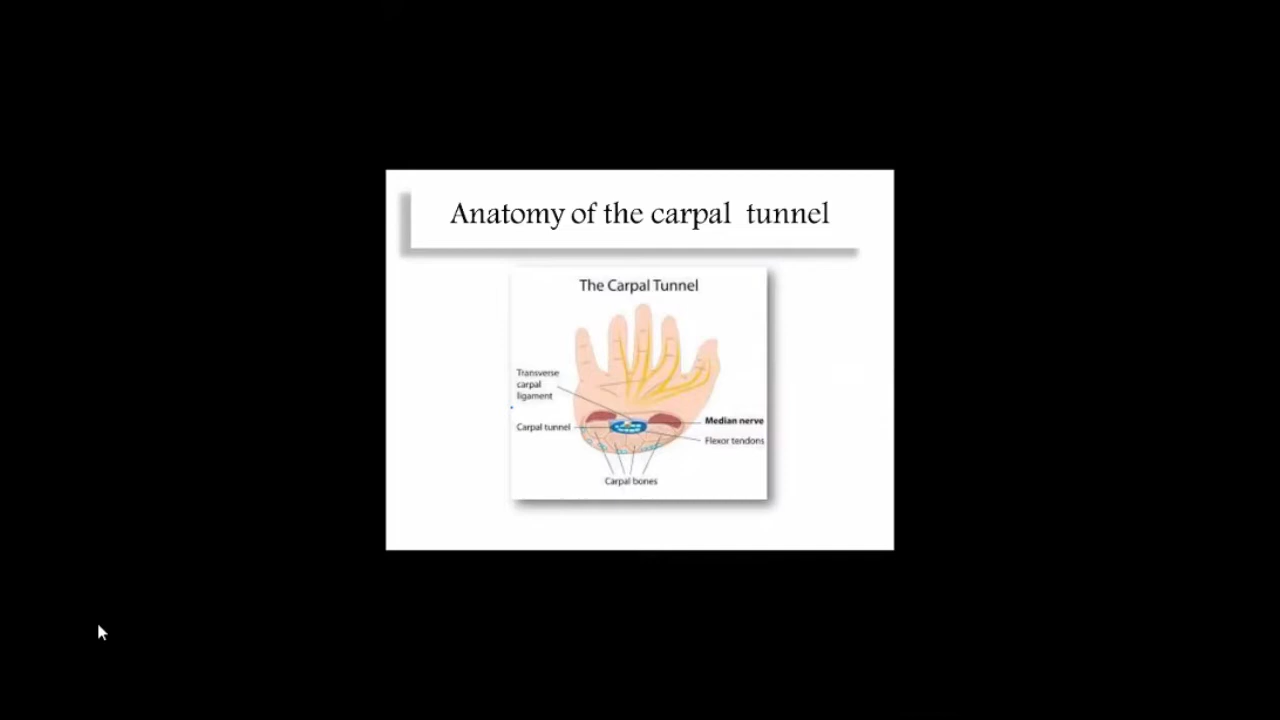 Anatomy of the carpal tunnel
The Carpal Tunnel
Transverse
carpal
ligament
Carpal tunnel
Median nerve
Flexor tendons
Carpal bones